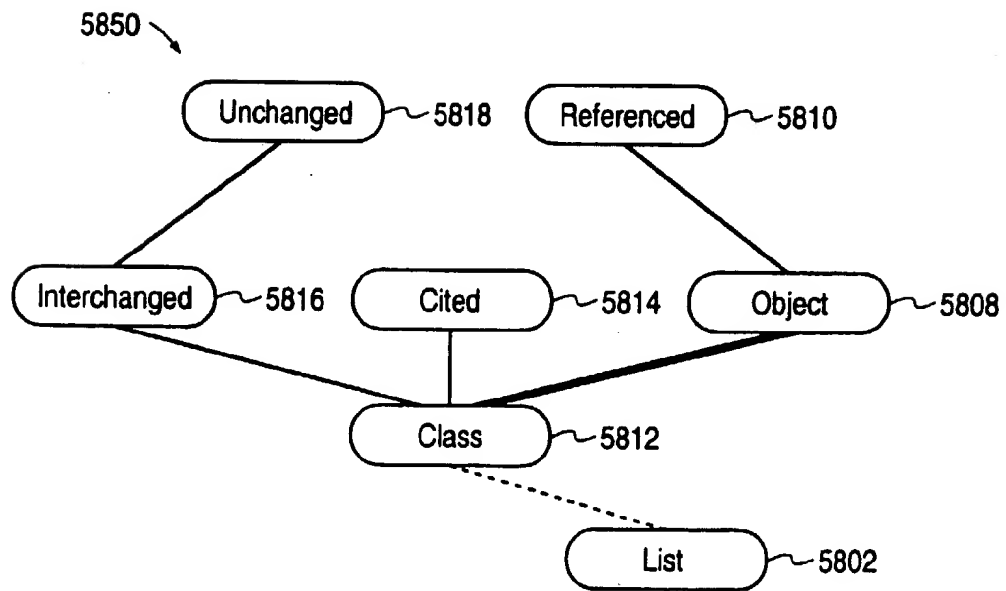 5850
Unchanged 5818
Referenced 5810
Interchanged 5816
Cited 5814
Object 5808
Class 5812
List 5802